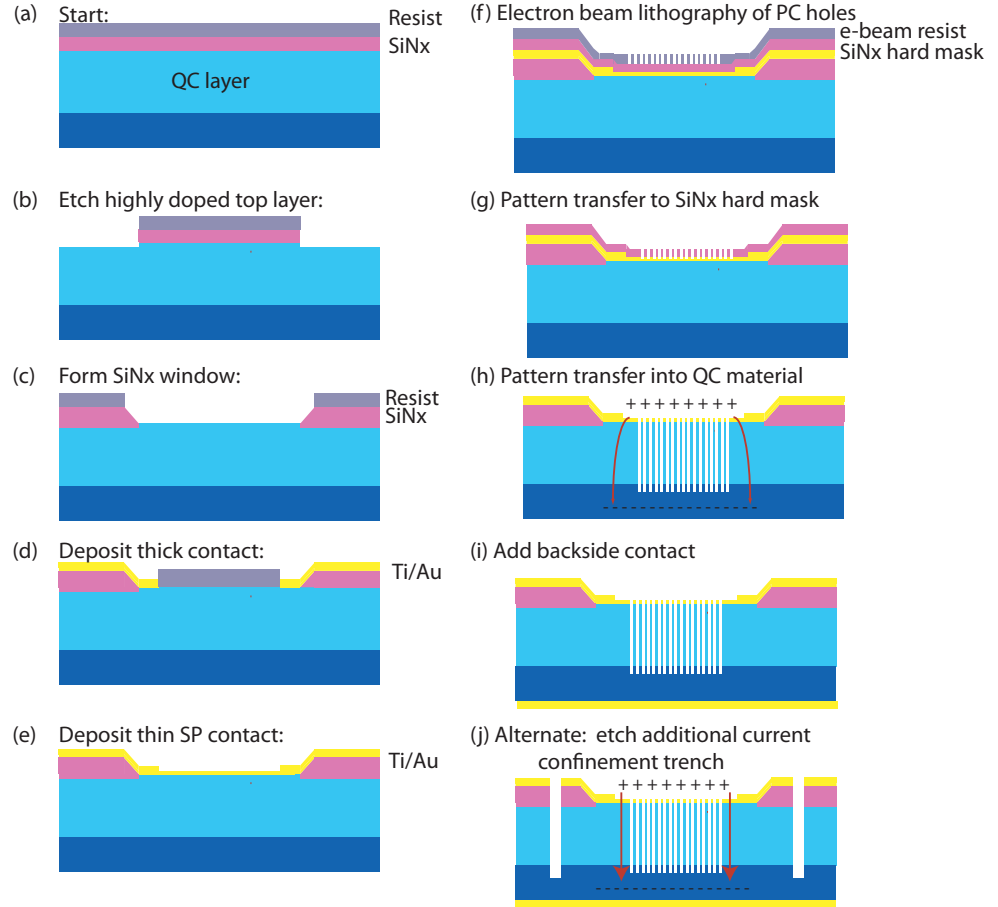 (a) Start:
Resist
SiNx
QC layer
(b) Etch highly doped top layer:
(c) Form SiNx window:
Resist
SiNx
(d) Deposit thick contact:
Ti/Au
(e) Deposit thin SP contact:
Ti/Au
(f) Electron beam lithography of PC holes
e-beam resist
SiNx hard mask
(g) Pattern transfer to SiNx hard mask
(h) Pattern transfer into QC material
+ + + + + + + +
(i) Add backside contact
(j) Alternate: etch additional current
confinement trench
+ + + + + + + +